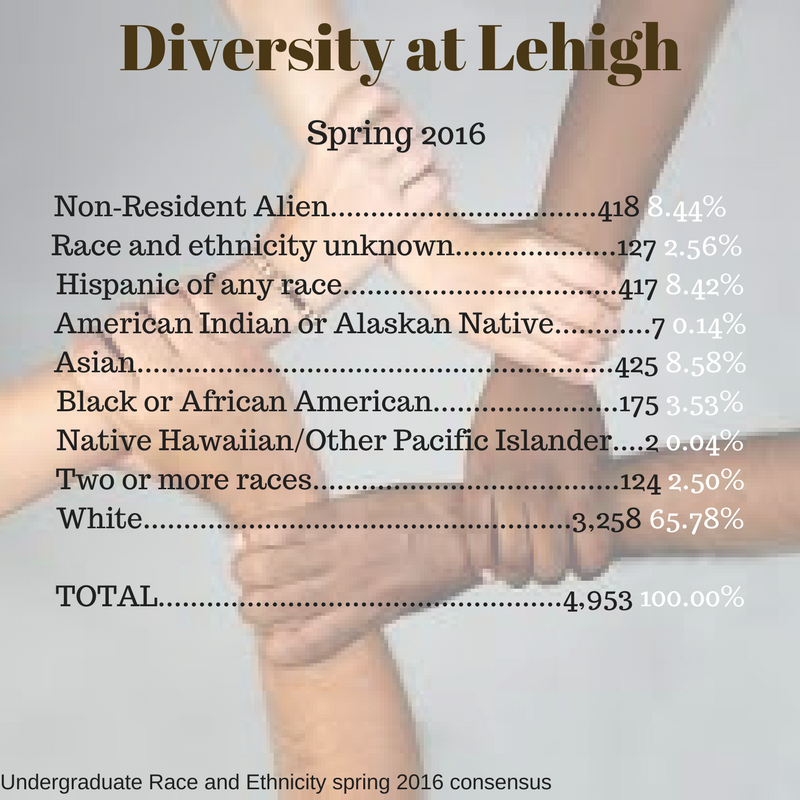 Diversity at Lehigh
Spring 2016
Non-Resident Alien.................................418 8.44%
Race and ethnicity unknown....................127 2.56%
Hispanic of any race..................................417 8.42%
American Indian or Alaskan Native............7 0.14%
Asian...........................................................425 8.58%
Black or African American.......................175 3.53%
Native Hawaiian/Other Pacific Islander....2 0.04%
Two or more races......................................124 2.50%
White.....................................................3,258 65.78%
TOTAL..................................................4,953 100.00%
Undergraduate Race and Ethnicity spring 2016 consensus